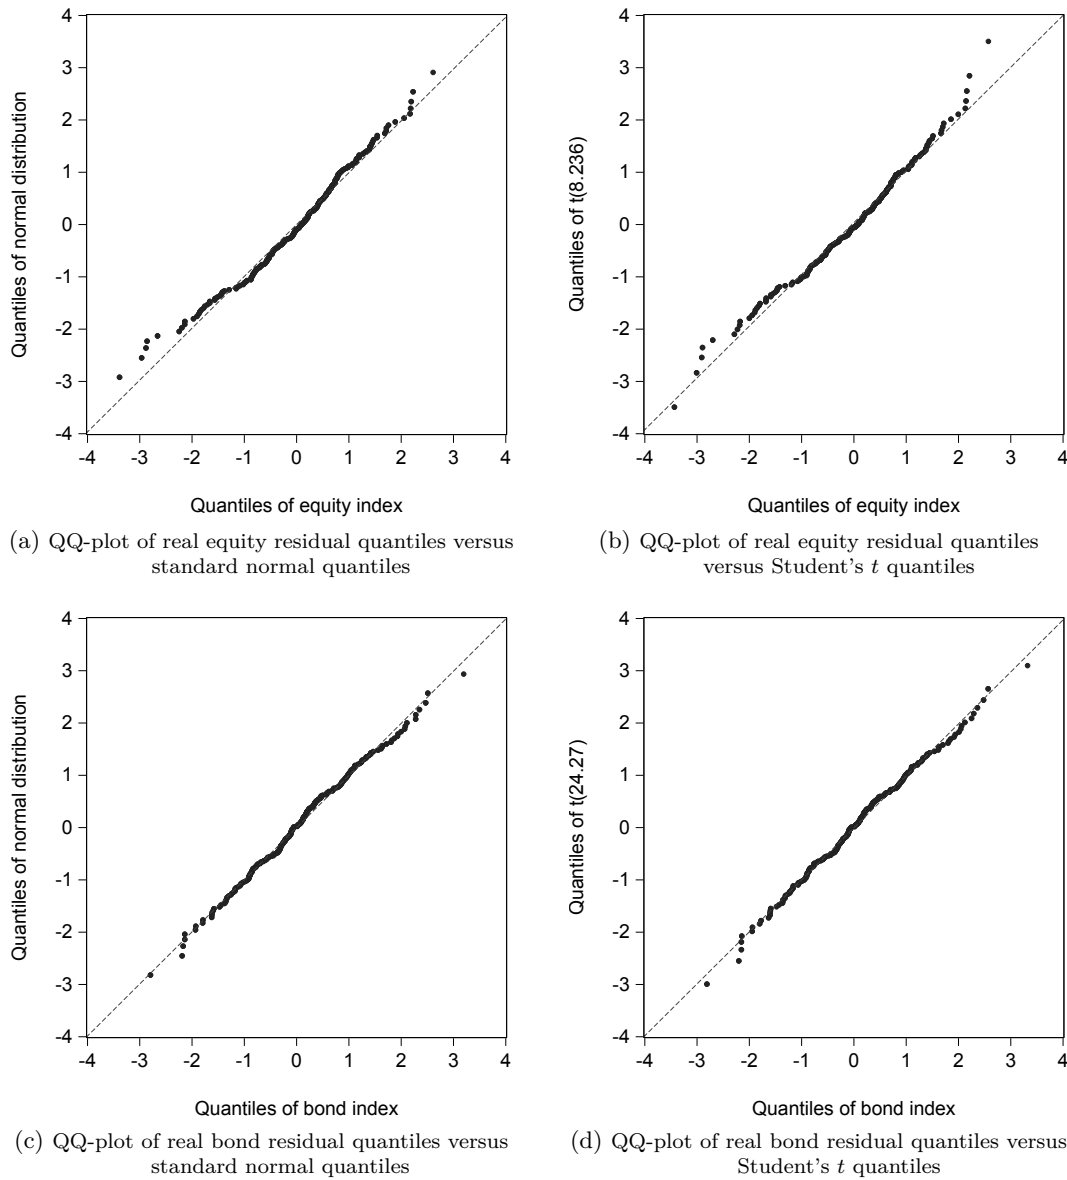 4
3
2
1
0
-1
-2
-3
-4
Quantiles of normal distribution
-4 -3 -2 -1 0 1 2 3 4
Quantiles of equity index
(a) QQ-plot of real equity residual quantiles versus
standard normal quantiles
4
3
2
1
0
-1
-2
-3
-4
Quantiles of t(8.236)
-4 -3 -2 -1 0 1 2 3 4
Quantiles of equity index
(b) QQ-plot of real equity residual quantiles
versus Student's t quantiles
4
3
2
1
0
-1
-2
-3
-4
Quantiles of normal distribution
-4 -3 -2 -1 0 1 2 3 4
Quantiles of bond index
(c) QQ-plot of real bond residual quantiles versus
standard normal quantiles
4
3
2
1
0
-1
-2
-3
-4
Quantiles of t(24.27)
-4 -3 -2 -1 0 1 2 3 4
Quantiles of bond index
(d) QQ-plot of real bond residual quantiles versus
Student's t quantiles